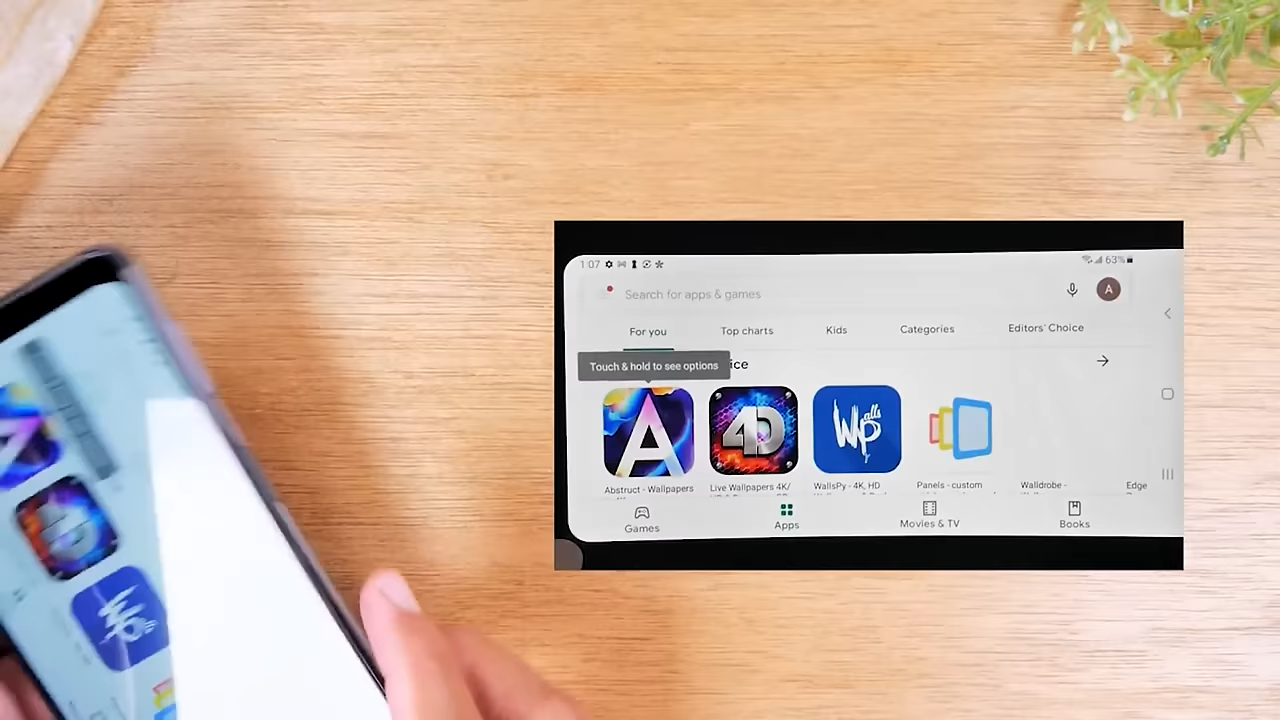 1:07
63%
Search for apps & games
A
For you Top charts Kids Categories Editors' Choice
Touch & hold to see options
ice
A 4D Walls
Abstruct - Wallpapers Live Wallpapers 4K/ WallsPy - 4K, HD Panels - custom Walldrobe - Edge
Games Apps Movies & TV Books